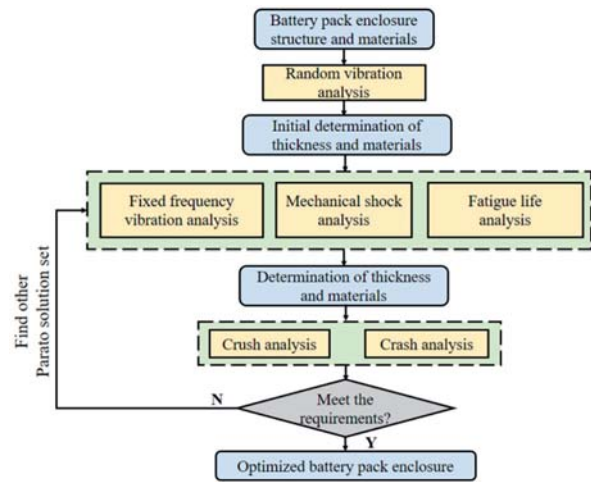 Battery pack enclosure
structure and materials
Random vibration
analysis
Initial determination of
thickness and materials
Fixed frequency
vibration analysis
Mechanical shock
analysis
Fatigue life
analysis
Determination of thickness
and materials
Find other
Parato solution set
Crush analysis
Crash analysis
N
Meet the
requirements?
Y
Optimized battery pack enclosure